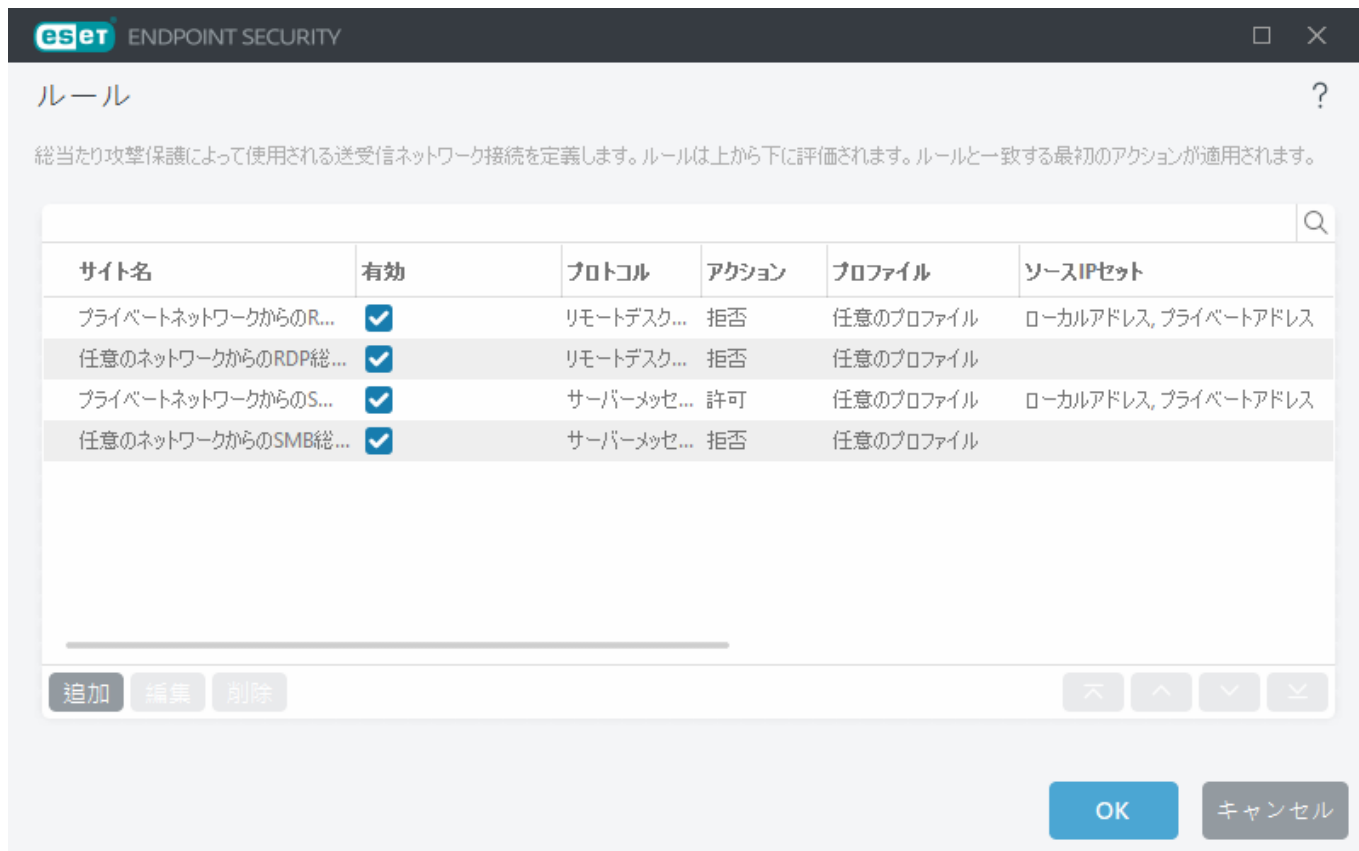 eset ENDPOINT SECURITY
ルール
?
総当たり攻撃保護によって使用される送受信ネットワーク接続を定義します。ルールは上から下に評価されます。ルールと一致する最初のアクションが適用されます。
サイト名 有効 プロトコル アクション プロファイル ソースIPセット
プライベートネットワークからのR... リモートデスク... 拒否 任意のプロファイル ローカルアドレス, プライベートアドレス
任意のネットワークからのRDP総... リモートデスク... 拒否 任意のプロファイル
プライベートネットワークからのS... サーバーメッセ... 許可 任意のプロファイル ローカルアドレス, プライベートアドレス
任意のネットワークからのSMB総... サーバーメッセ... 拒否 任意のプロファイル
追加 編集 削除
OK キャンセル